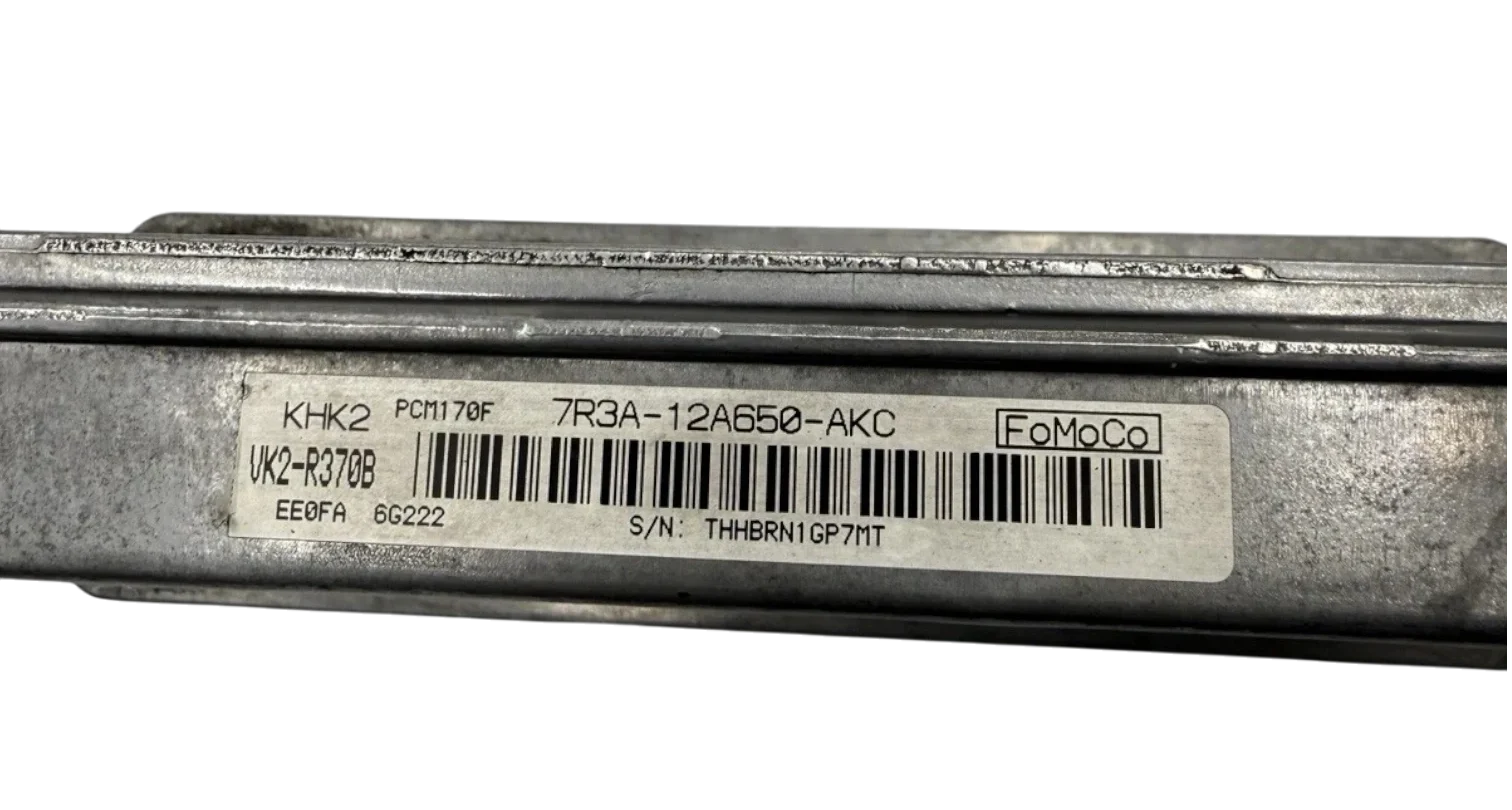 KHK2 PCM170F 7R3A-12A650-AKC FoMoCo
VK2-R370B
EE0FA 6G222 S/N: THHBRN1GP7MT